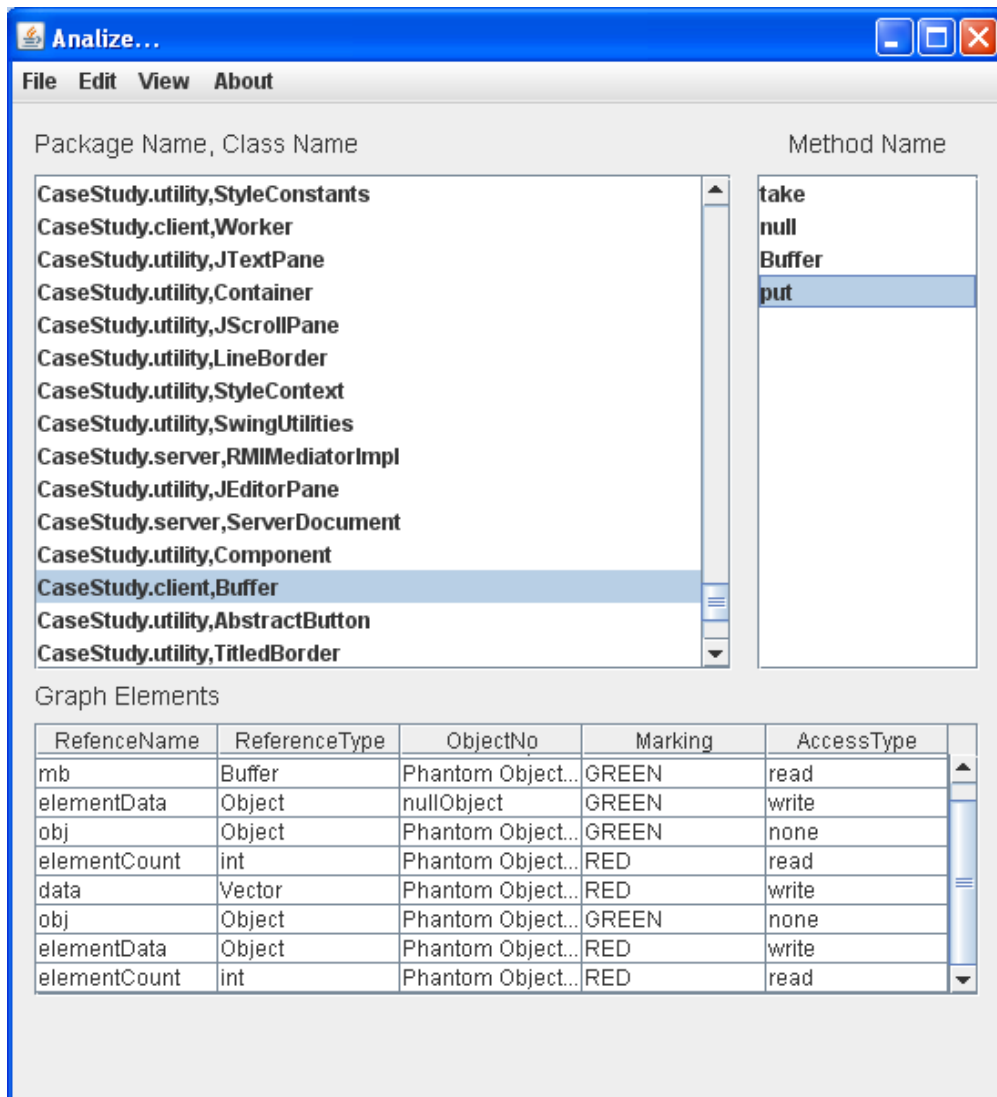 Analize...
File Edit View About
Package Name, Class Name
Method Name
CaseStudy.utility,StyleConstants
CaseStudy.client,Worker
CaseStudy.utility,JTextPane
CaseStudy.utility,Container
CaseStudy.utility,JScrollPane
CaseStudy.utility,LineBorder
CaseStudy.utility,StyleContext
CaseStudy.utility,SwingUtilities
CaseStudy.server,RMIMediatorImpl
CaseStudy.utility,JEditorPane
CaseStudy.server,ServerDocument
CaseStudy.utility,Component
CaseStudy.client,Buffer
CaseStudy.utility,AbstractButton
CaseStudy.utility,TitledBorder
take
null
Buffer
put
Graph Elements
RefenceName ReferenceType ObjectNo Marking AccessType
mb Buffer Phantom Object... GREEN read
elementData Object nullObject GREEN write
obj Object Phantom Object... GREEN none
elementCount int Phantom Object... RED read
data Vector Phantom Object... RED write
obj Object Phantom Object... GREEN none
elementData Object Phantom Object... RED write
elementCount int Phantom Object... RED read